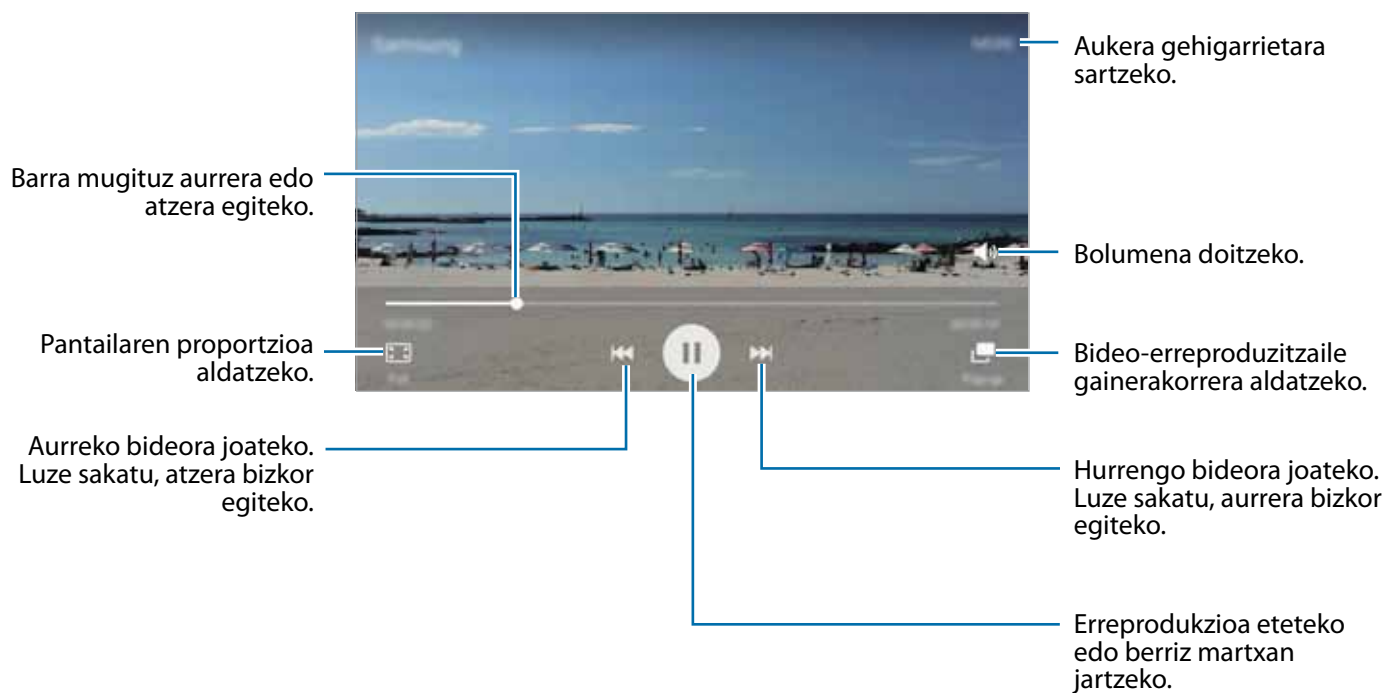 Samsung
Aukera gehigarrietara
sartzeko.
Barra mugituz aurrera edo
atzera egiteko.
Bolumena doitzeko.
Pantailaren proportzioa
aldatzeko.
Bideo-erreproduzitzaile
gainerakorrera aldatzeko.
Aurreko bideora joateko.
Luze sakatu, atzera bizkor
egiteko.
Hurrengo bideora joateko.
Luze sakatu, aurrera bizkor
egiteko.
Erreprodukzioa eteteko
edo berriz martxan
jartzeko.